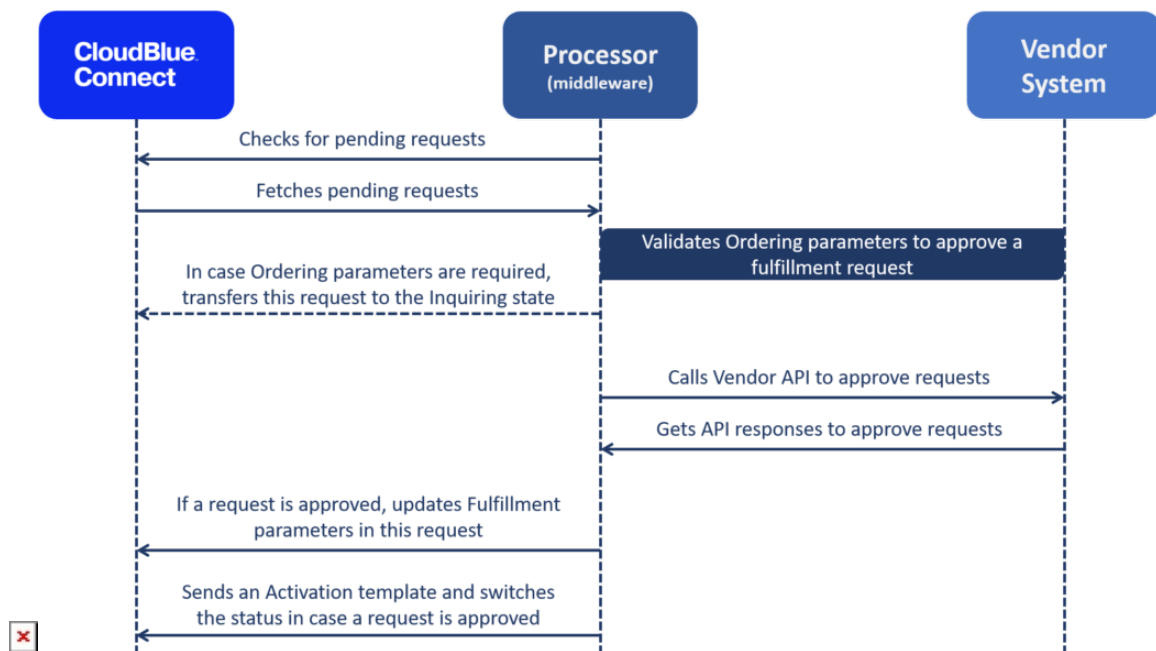 CloudBlue.
Connect
Processor
(middleware)
Vendor
System
Checks for pending requests
Fetches pending requests
Validates Ordering parameters to approve a
fulfillment request
In case Ordering parameters are required,
transfers this request to the Inquiring state
Calls Vendor API to approve requests
Gets API responses to approve requests
If a request is approved, updates Fulfillment
parameters in this request
Sends an Activation template and switches
the status in case a request is approved